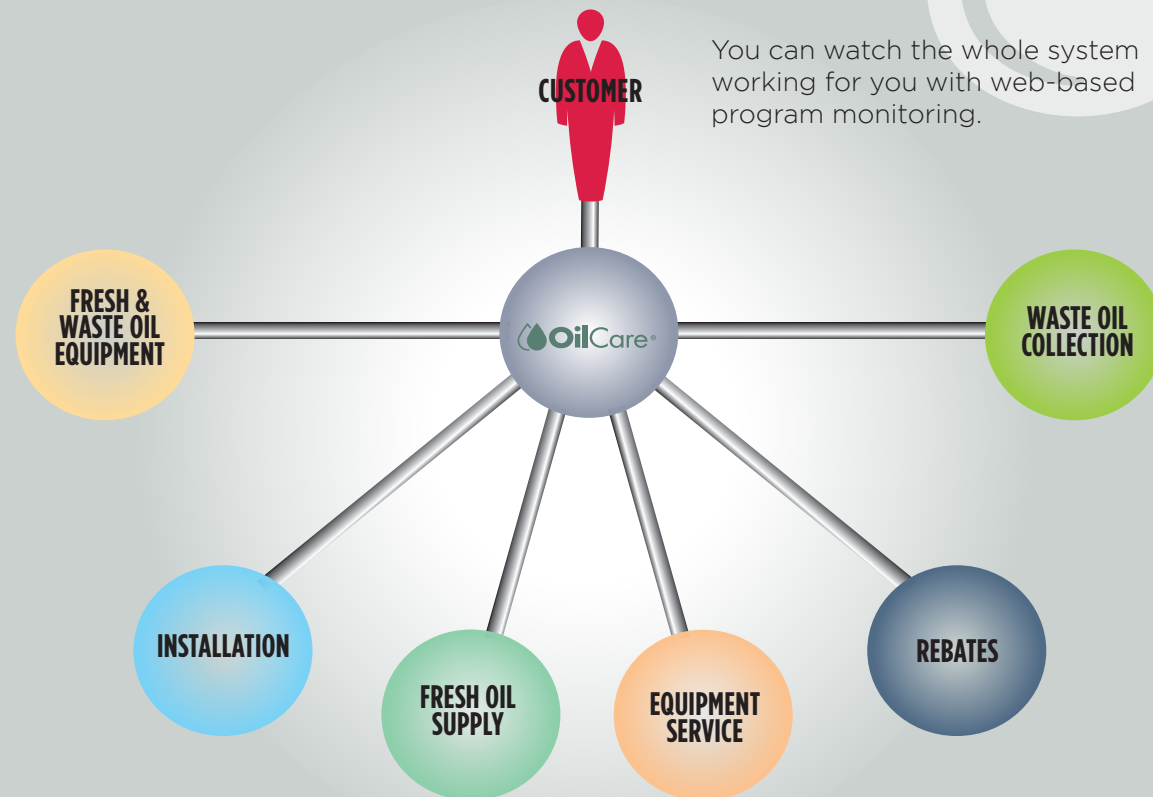 CUSTOMER
You can watch the whole system
working for you with web-based
program monitoring.
FRESH &
WASTE OIL
EQUIPMENT
OilCare®
WASTE OIL
COLLECTION
INSTALLATION
FRESH OIL
SUPPLY
EQUIPMENT
SERVICE
REBATES